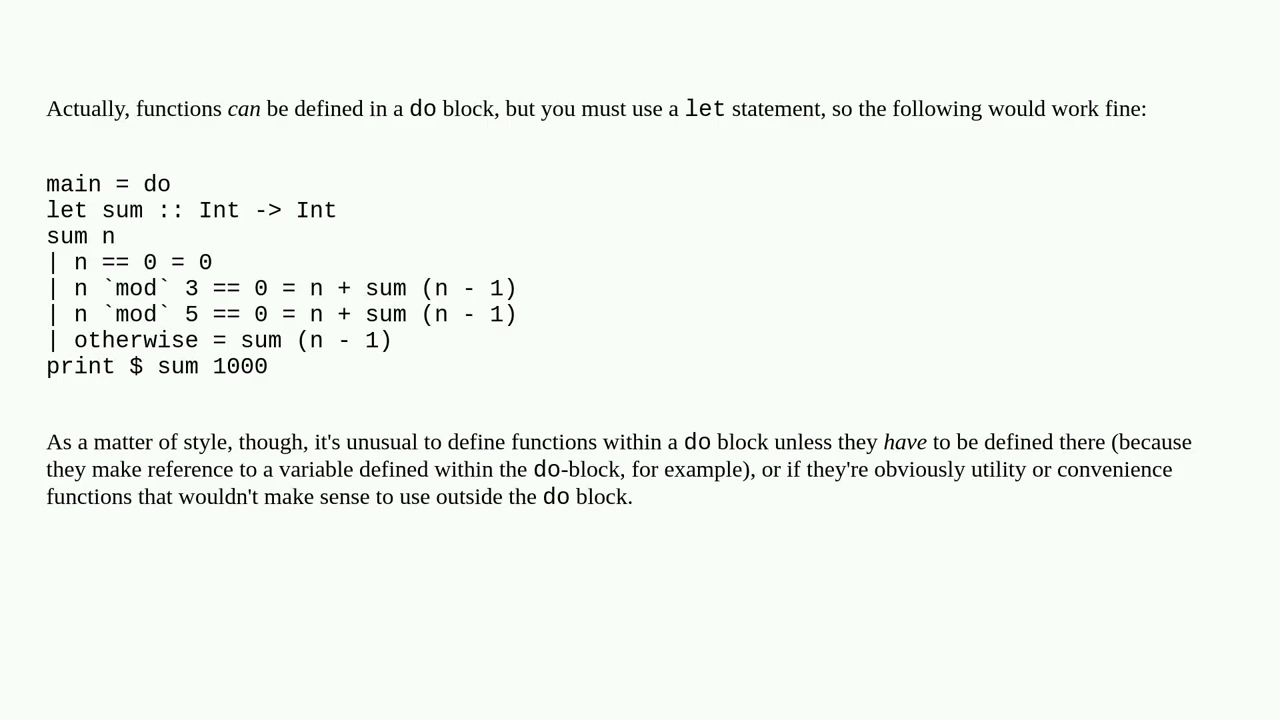 Actually, functions can be defined in a do block, but you must use a let statement, so the following would work fine:
main = do
let sum :: Int -> Int
sum n
| n == 0 = 0
| n `mod` 3 == 0 = n + sum (n - 1)
| n `mod` 5 == 0 = n + sum (n - 1)
| otherwise = sum (n - 1)
print $ sum 1000
As a matter of style, though, it's unusual to define functions within a do block unless they have to be defined there (because
they make reference to a variable defined within the do-block, for example), or if they're obviously utility or convenience
functions that wouldn't make sense to use outside the do block.